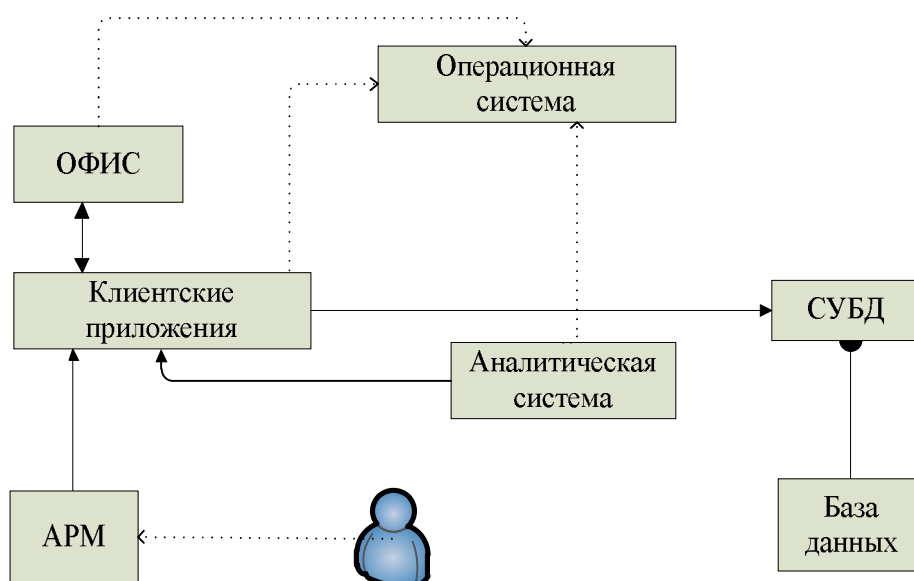 Операционная
система
ОФИС
Клиентские
приложения
СУБД
Аналитическая
система
АРМ
База
данных